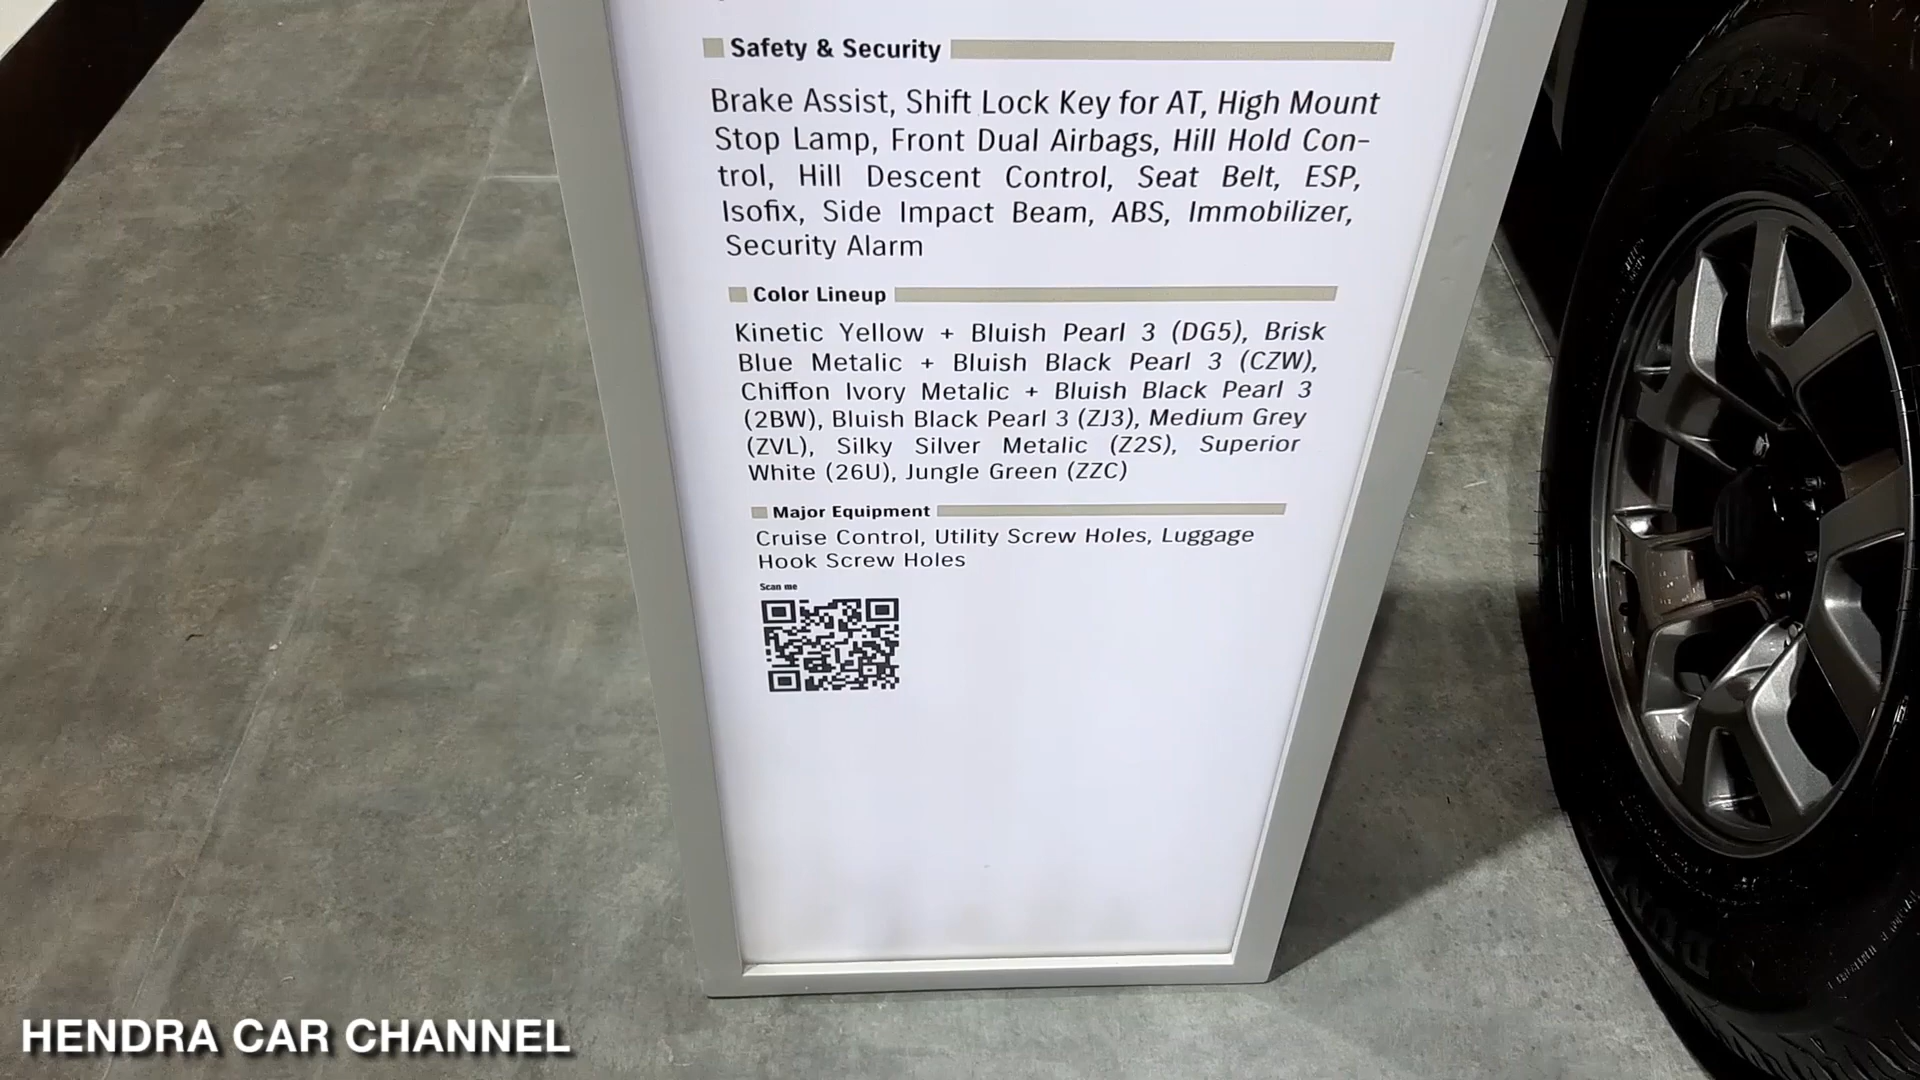 Safety & Security
Brake Assist, Shift Lock Key for AT, High Mount
Stop Lamp, Front Dual Airbags, Hill Hold Con-
trol, Hill Descent Control, Seat Belt, ESP,
Isofix, Side Impact Beam, ABS, Immobilizer,
Security Alarm
Color Lineup
Kinetic Yellow + Bluish Pearl 3 (DG5), Brisk
Blue Metalic + Bluish Black Pearl 3 (CZW),
Chiffon Ivory Metalic + Bluish Black Pearl 3
(2BW), Bluish Black Pearl 3 (ZJ3), Medium Grey
(ZVL), Silky Silver Metalic (Z2S), Superior
White (26U), Jungle Green (ZZC)
Major Equipment
Cruise Control, Utility Screw Holes, Luggage
Hook Screw Holes
Scan me
HENDRA CAR CHANNEL